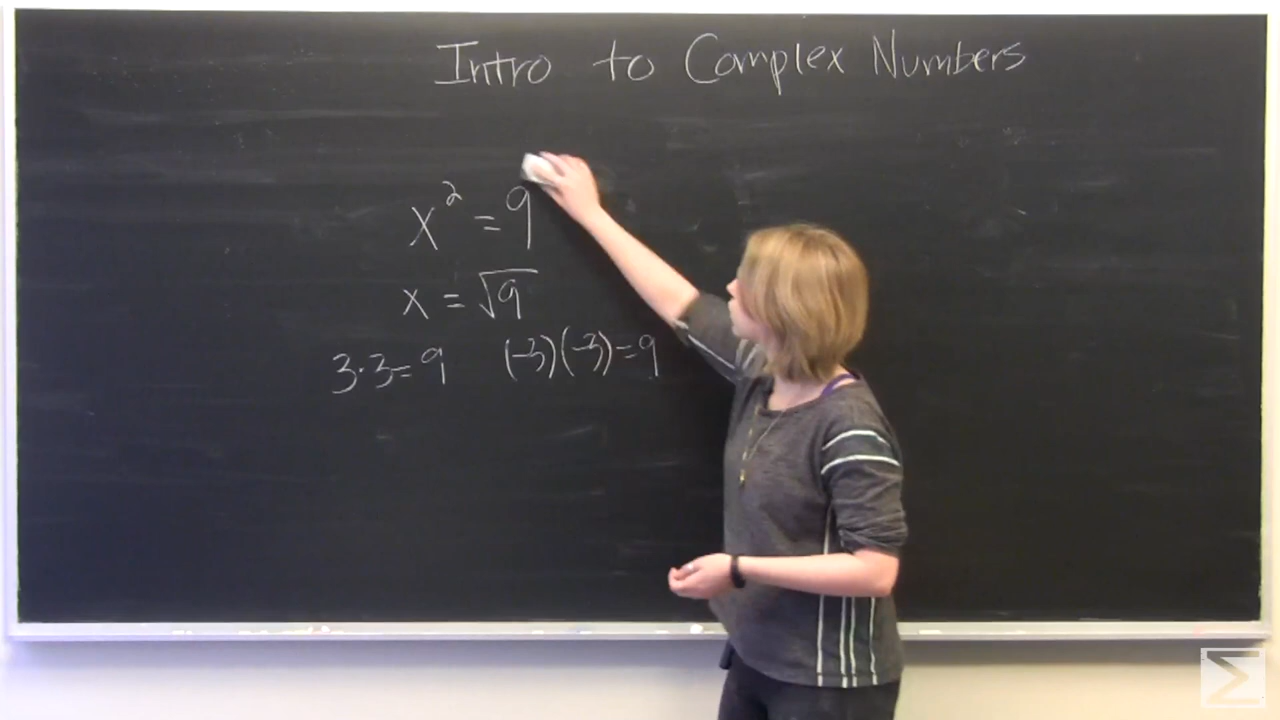 Intro to Complex Numbers
x² = 9
x = √9
3·3=9 (-3)(-3)=9
Σ